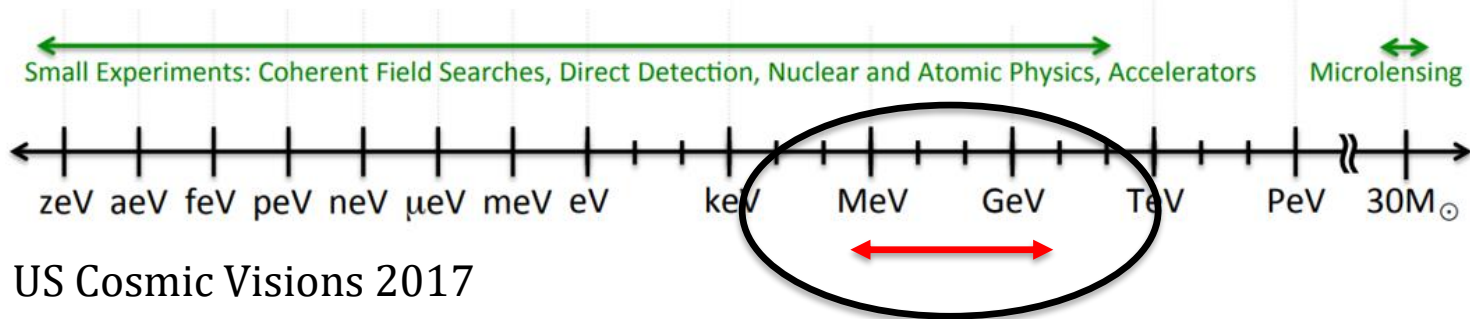 Small Experiments: Coherent Field Searches, Direct Detection, Nuclear and Atomic Physics, Accelerators Microlensing
zeV aeV feV peV neV μeV meV eV keV MeV GeV TeV PeV 30M☉
US Cosmic Visions 2017